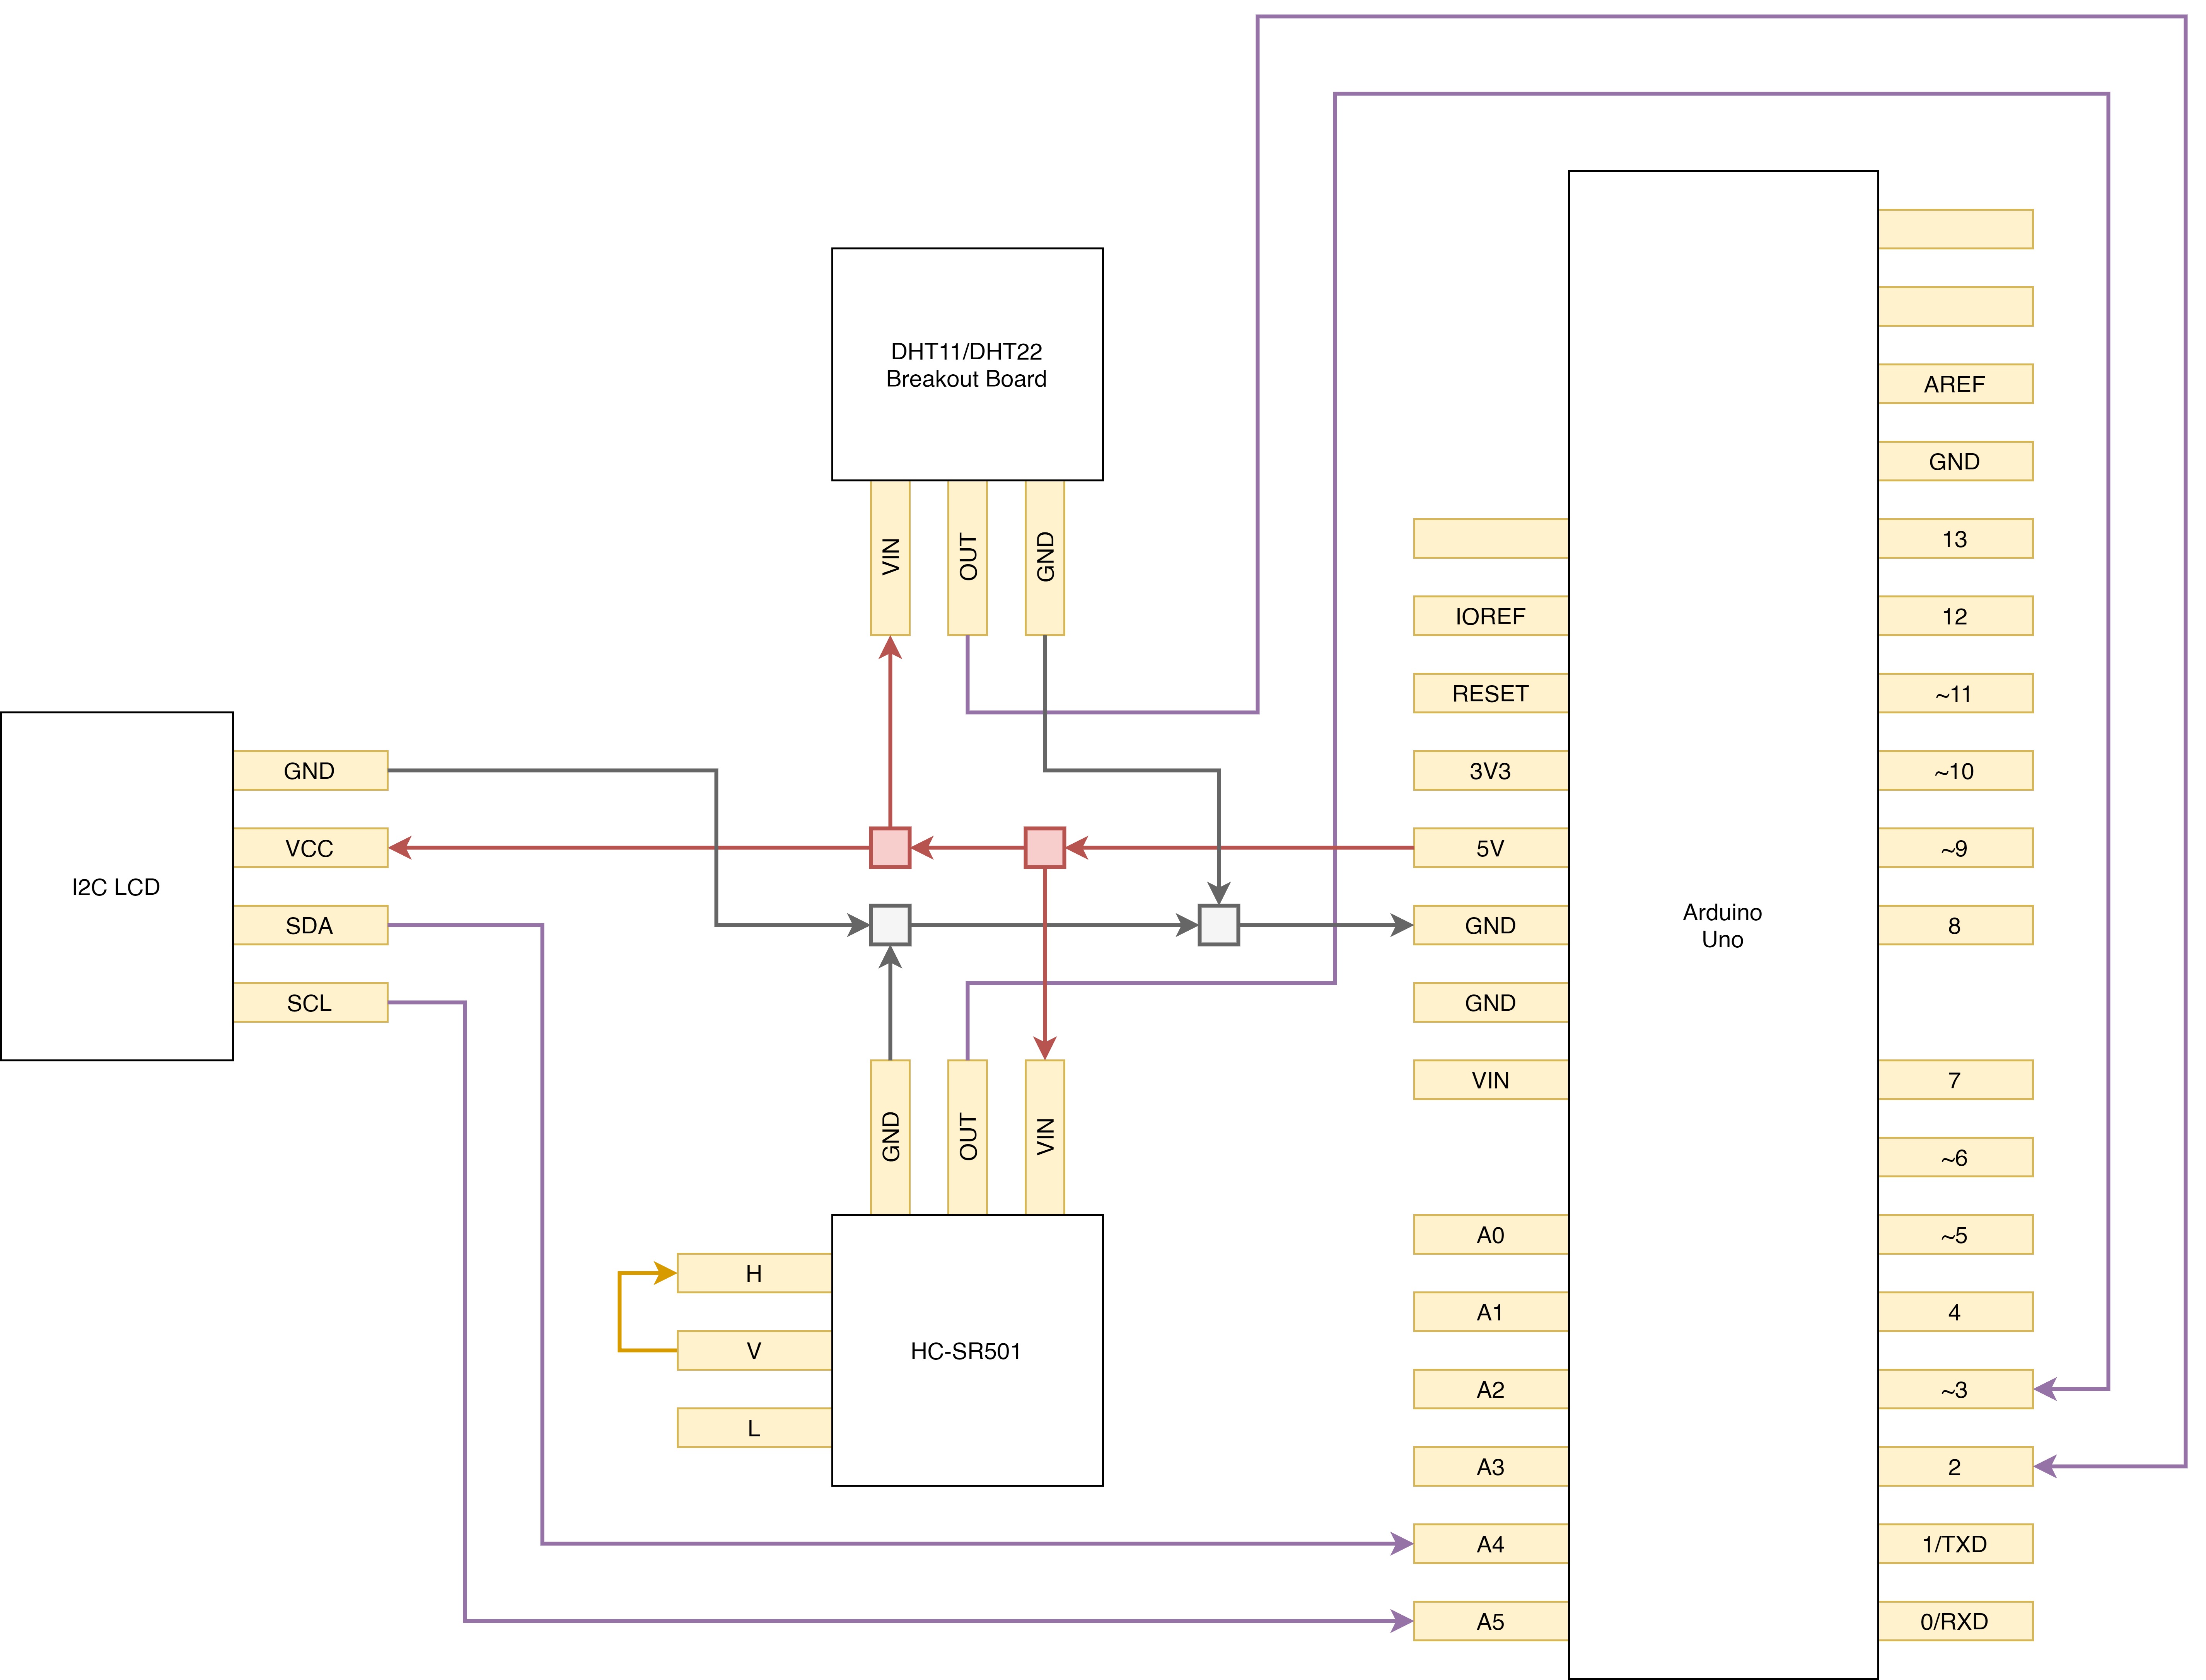 DHT11/DHT22
Breakout Board
VIN
OUT
GND
I2C LCD
GND
VCC
SDA
SCL
GND
OUT
VIN
H
V
L
HC-SR501
Arduino
Uno
IOREF
RESET
3V3
5V
GND
GND
VIN
A0
A1
A2
A3
A4
A5
AREF
GND
13
12
~11
~10
~9
8
7
~6
~5
4
~3
2
1/TXD
0/RXD